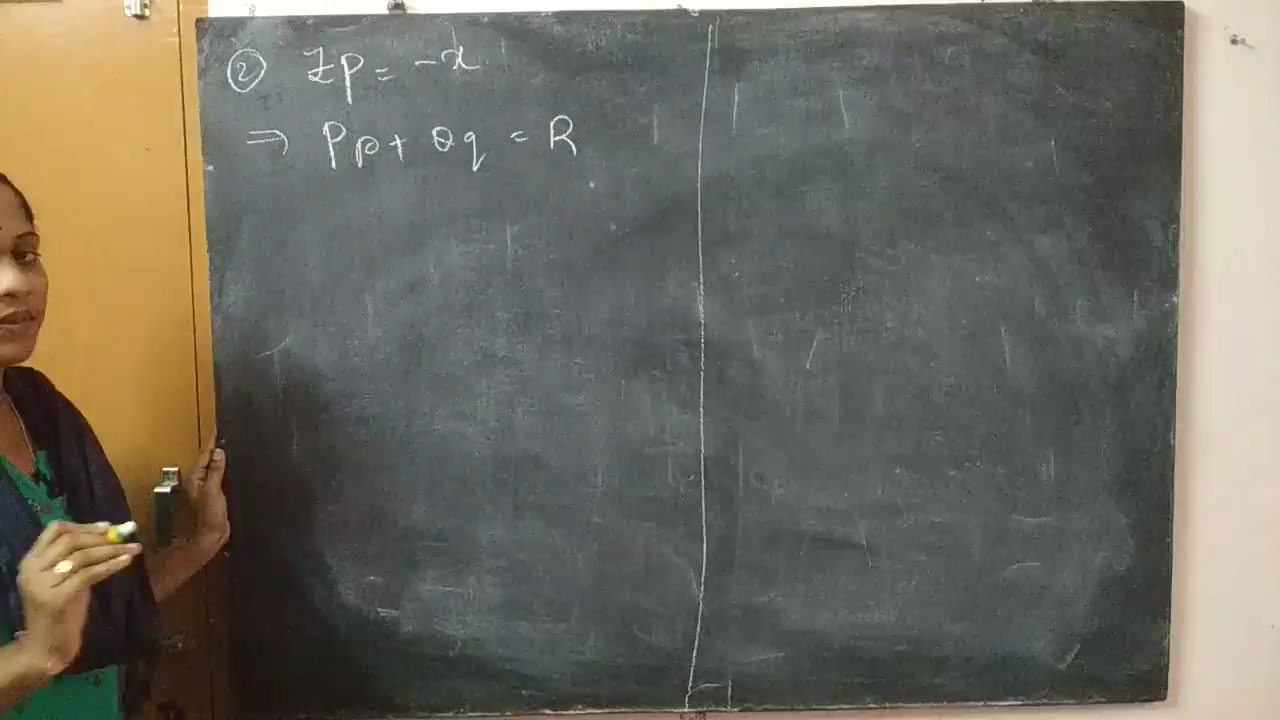 ② zp = -x
⇒ Pp + Qq = R